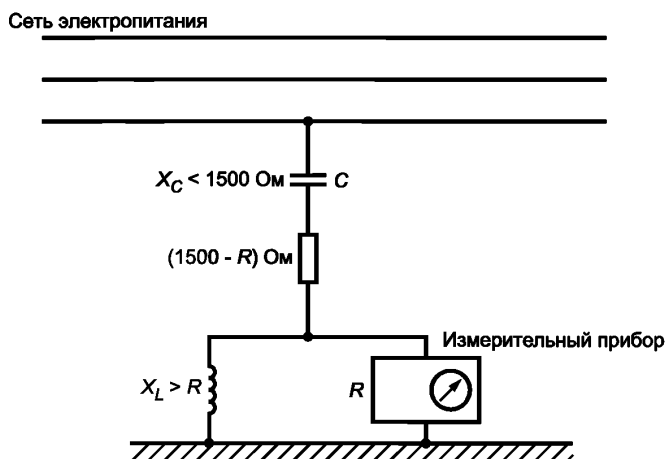 Сеть электропитания
X_C < 1500 Ом
C
(1500 - R) Ом
Измерительный прибор
X_L > R
R